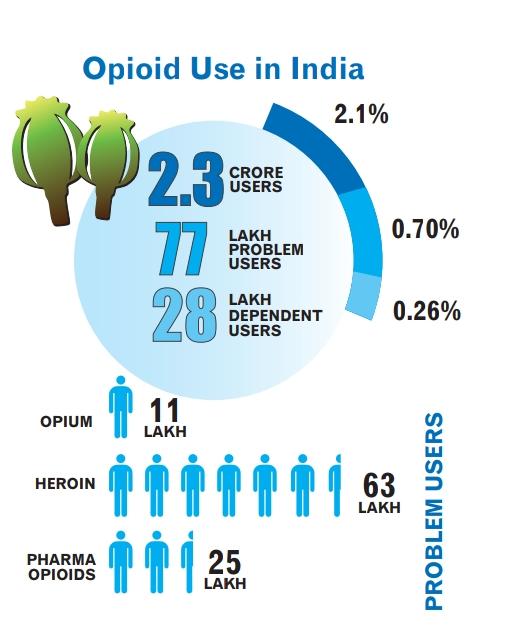 Opioid Use in India
2.1%
2.3 CRORE
USERS
77 LAKH
PROBLEM
USERS
0.70%
28 LAKH
DEPENDENT
USERS
0.26%
OPIUM
11
LAKH
HEROIN
63
LAKH
PHARMA
OPIOIDS
25
LAKH
PROBLEM USERS